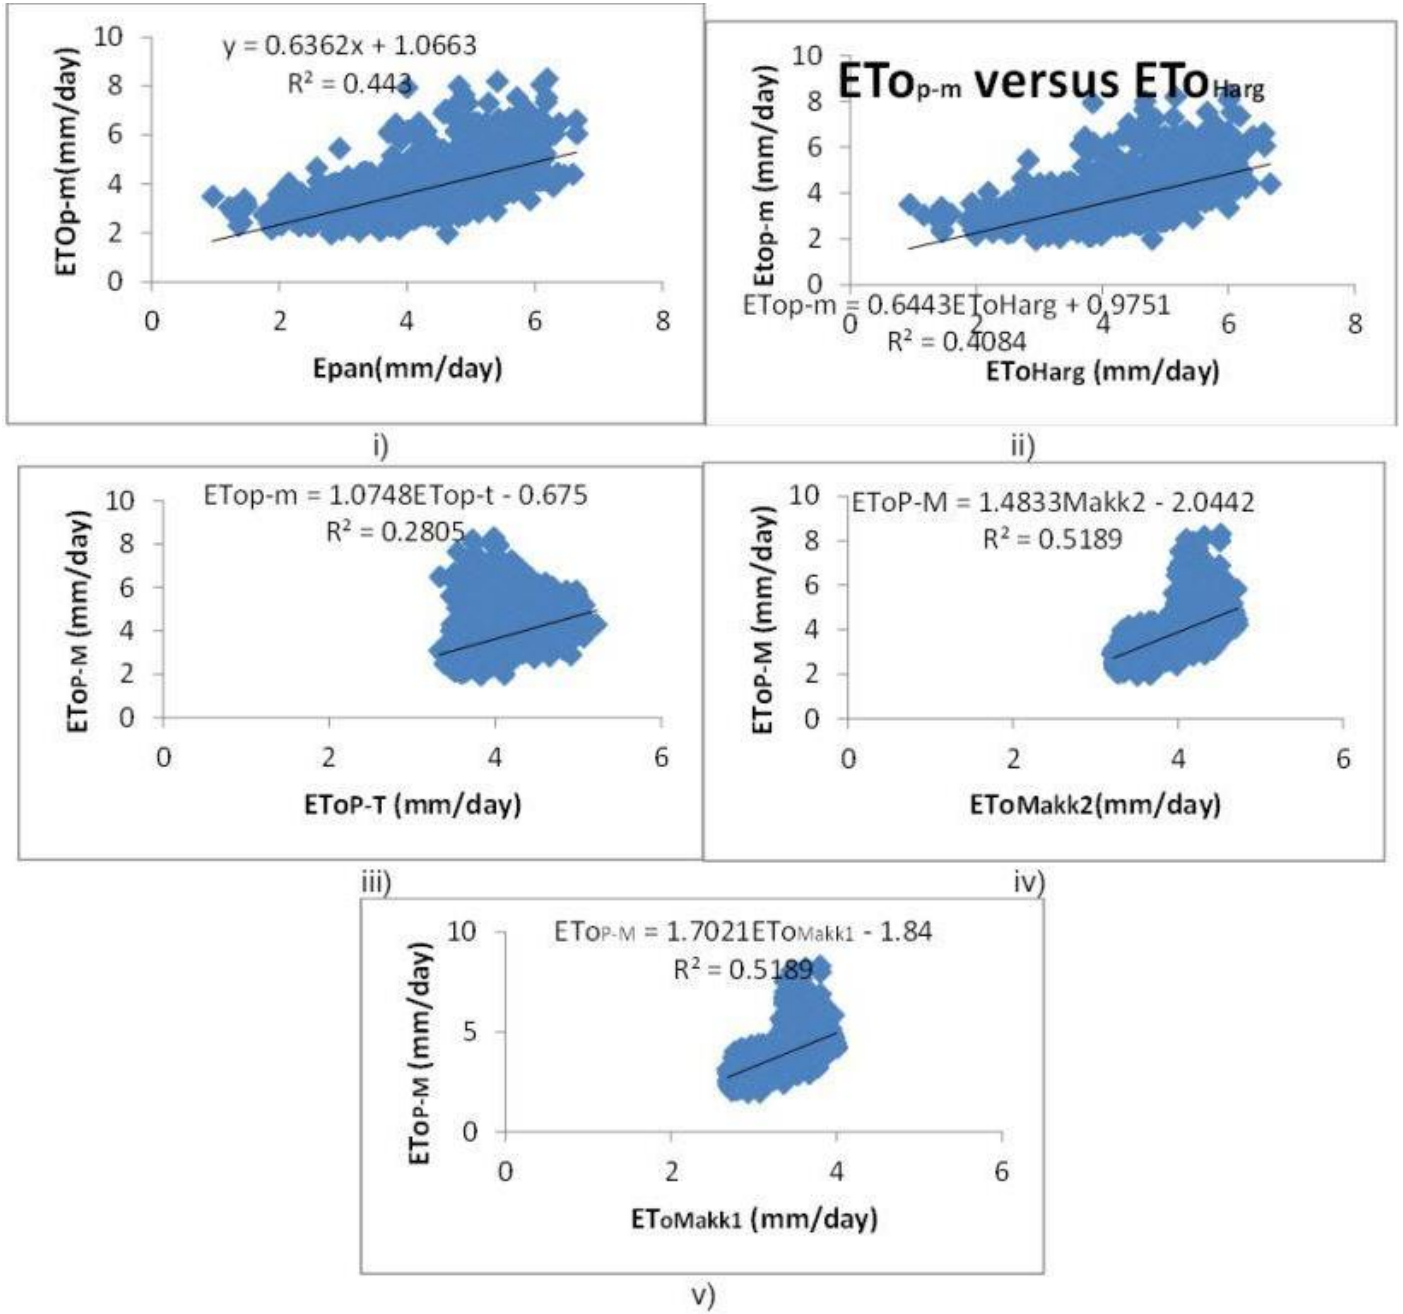 10
8
6
4
2
0
ETOp-m(mm/day)
y = 0.6362x + 1.0663
R² = 0.443
0 2 4 6 8
Epan(mm/day)
i)
10
8
6
4
2
0
Etop-m (mm/day)
ETop-m versus EToHarg
ETop-m = 0.6443EToHarg + 0.9751
R² = 0.4084
0 2 4 6 8
EToHarg (mm/day)
ii)
10
8
6
4
2
0
EToP-M (mm/day)
ETop-m = 1.0748ETop-t - 0.675
R² = 0.2805
0 2 4 6
EToP-T (mm/day)
iii)
10
8
6
4
2
0
EToP-M (mm/day)
EToP-M = 1.4833Makk2 - 2.0442
R² = 0.5189
0 2 4 6
EToMakk2(mm/day)
iv)
10
5
0
EToP-M (mm/day)
EToP-M = 1.7021EToMakk1 - 1.84
R² = 0.5189
0 2 4 6
EToMakk1 (mm/day)
v)